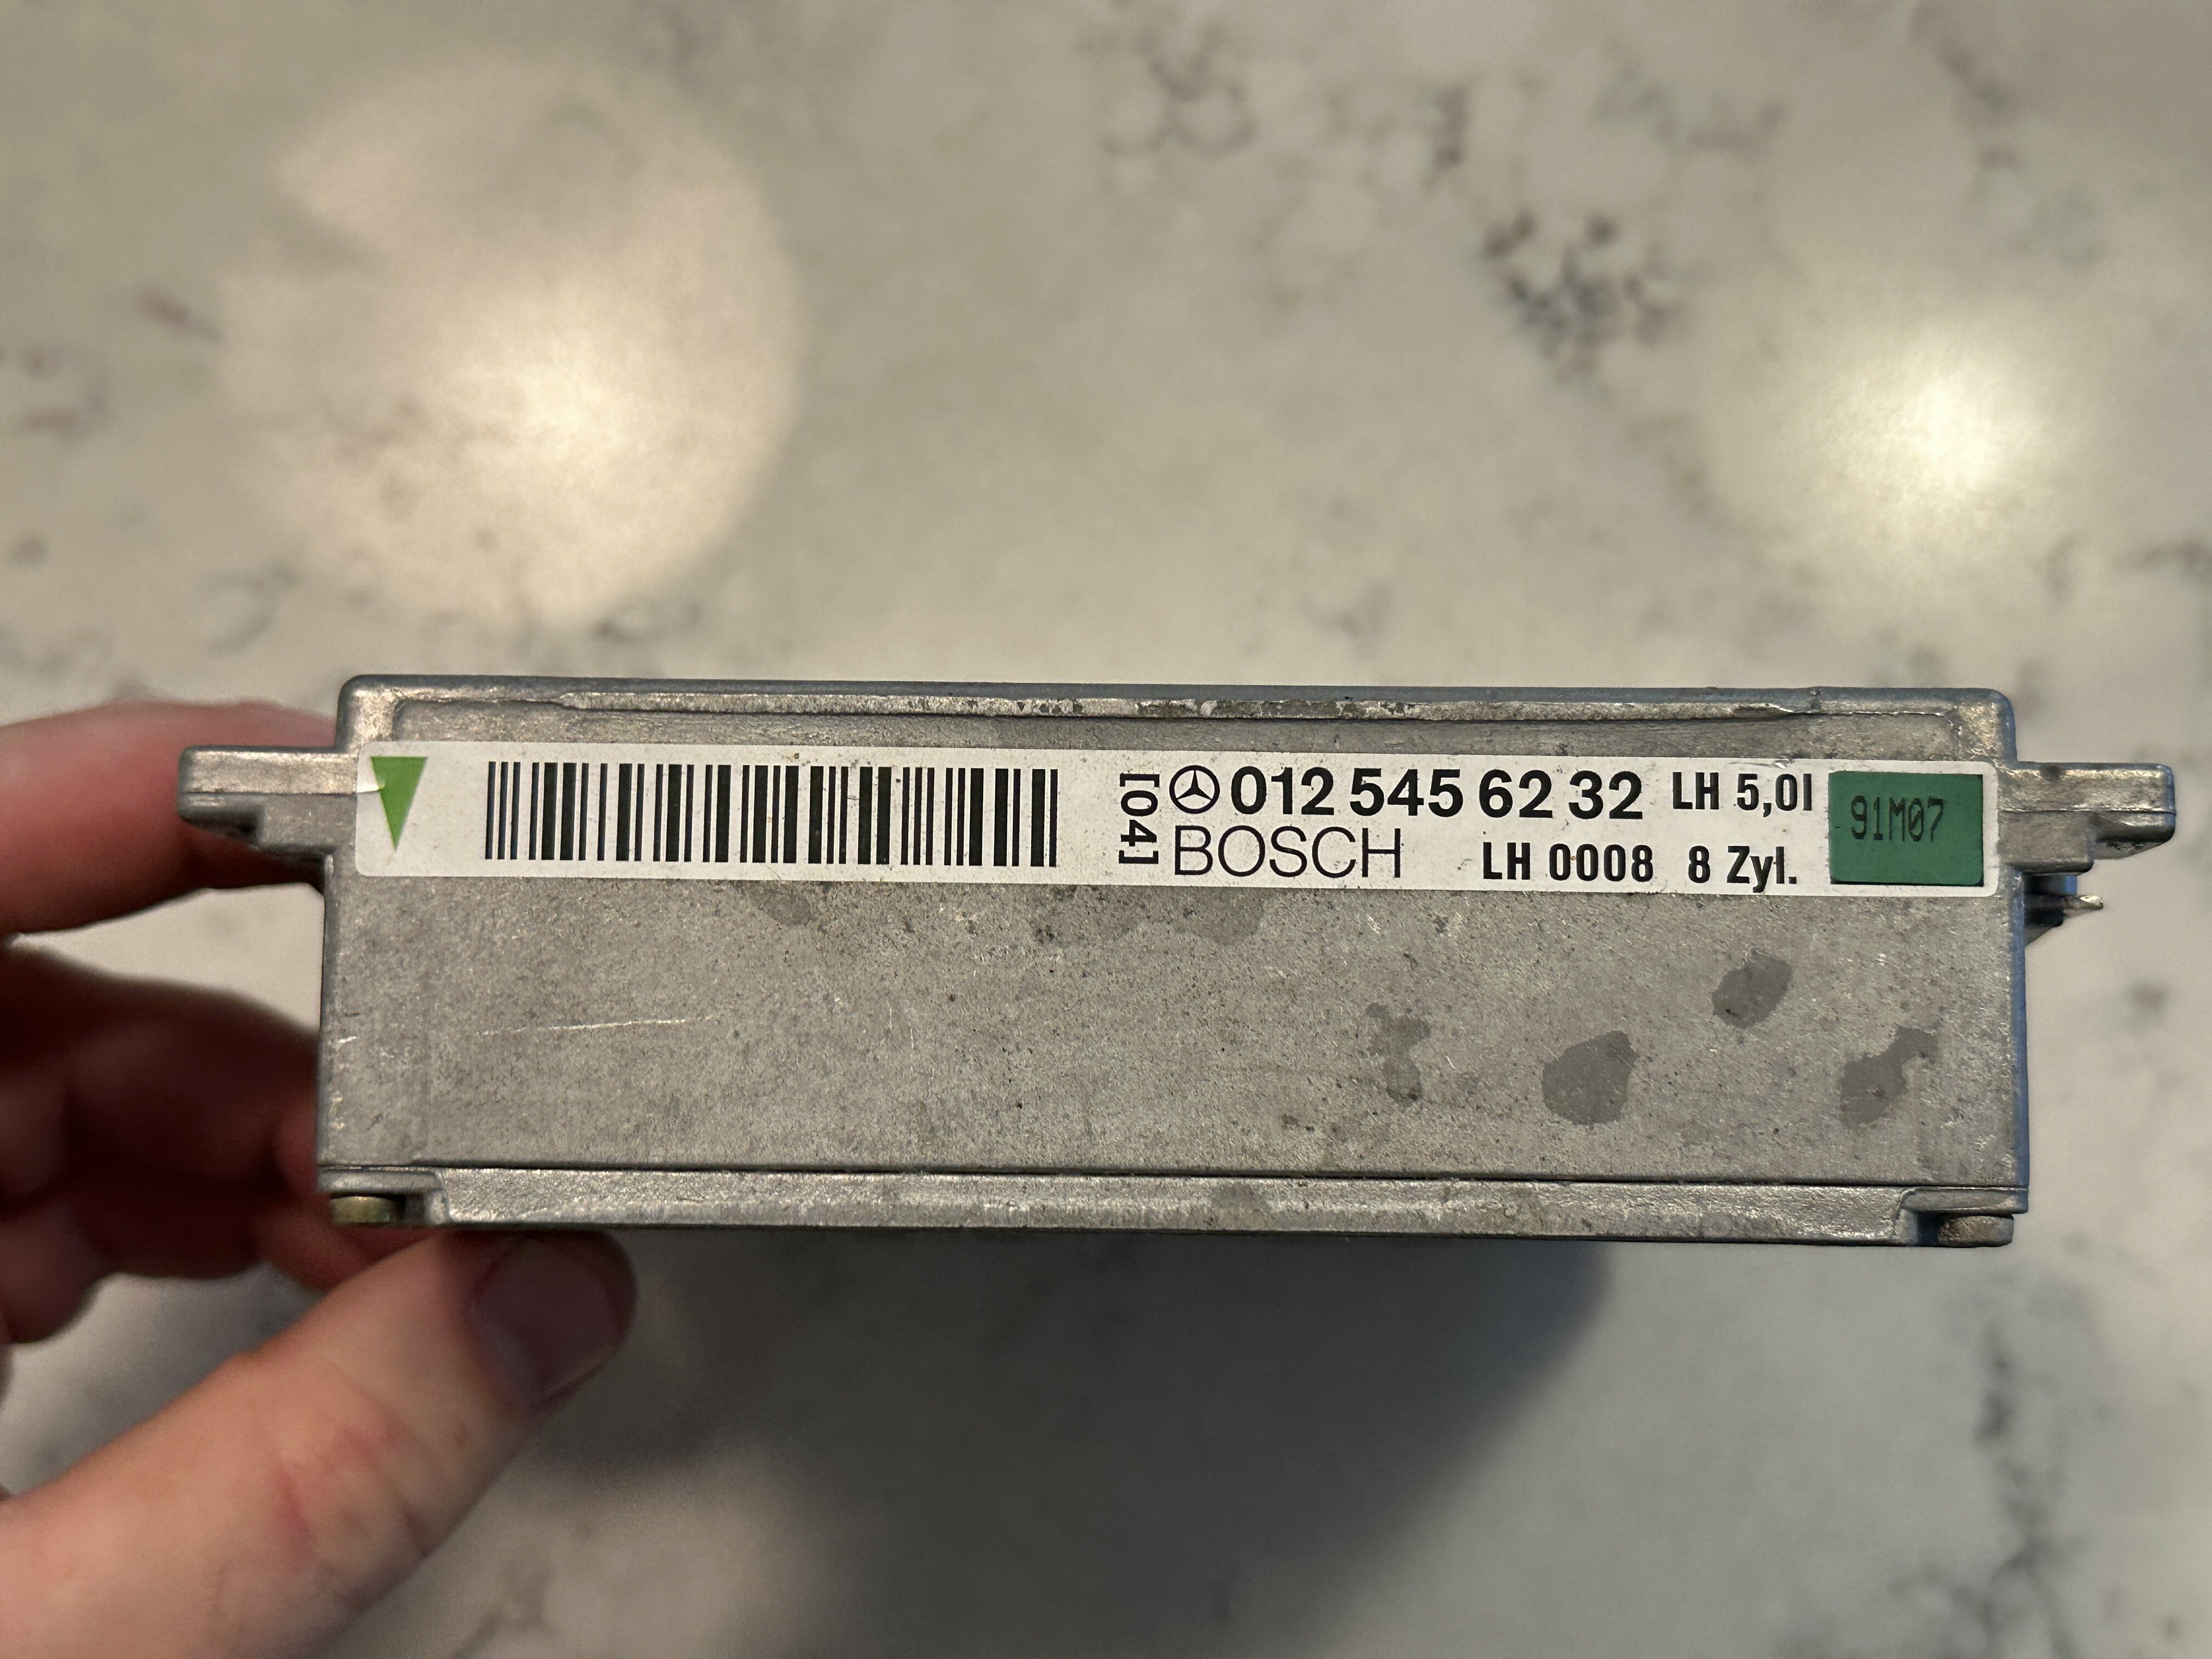 [04] 012 545 62 32 LH 5,0l 91M07
BOSCH LH 0008 8 Zyl.